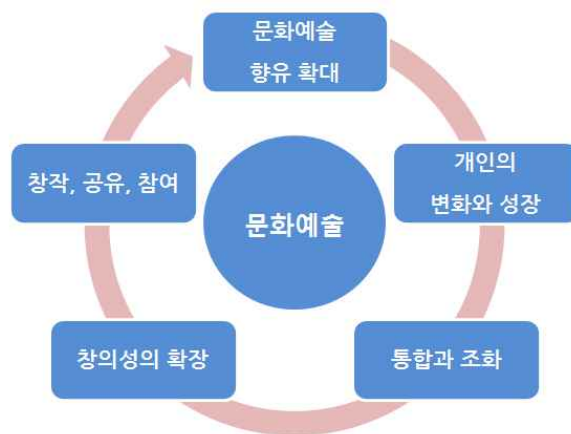 문화예술
향유 확대
개인의
변화와 성장
통합과 조화
창의성의 확장
창작, 공유, 참여
문화예술